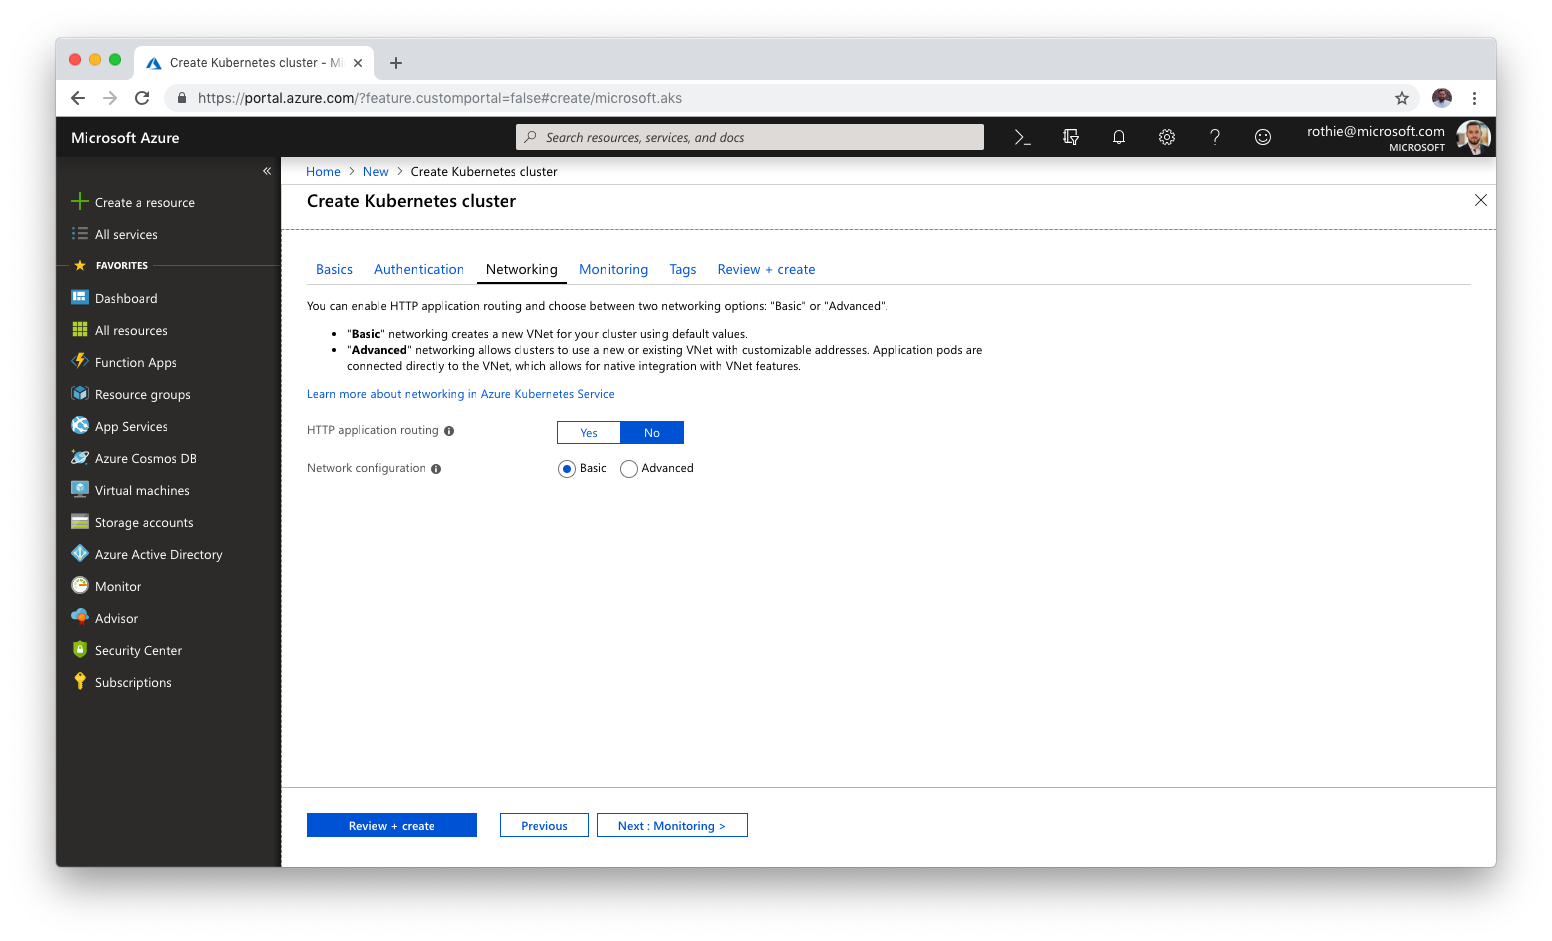 Create Kubernetes cluster - Mi
https://portal.azure.com/?feature.customportal=false#create/microsoft.aks
Microsoft Azure
Search resources, services, and docs
rothie@microsoft.com
MICROSOFT
Create a resource
All services
FAVORITES
Dashboard
All resources
Function Apps
Resource groups
App Services
Azure Cosmos DB
Virtual machines
Storage accounts
Azure Active Directory
Monitor
Advisor
Security Center
Subscriptions
Home > New > Create Kubernetes cluster
Create Kubernetes cluster
Basics Authentication Networking Monitoring Tags Review + create
You can enable HTTP application routing and choose between two networking options: "Basic" or "Advanced".
• "Basic" networking creates a new VNet for your cluster using default values.
• "Advanced" networking allows clusters to use a new or existing VNet with customizable addresses. Application pods are
connected directly to the VNet, which allows for native integration with VNet features.
Learn more about networking in Azure Kubernetes Service
HTTP application routing Yes No
Network configuration Basic Advanced
Review + create Previous Next : Monitoring >